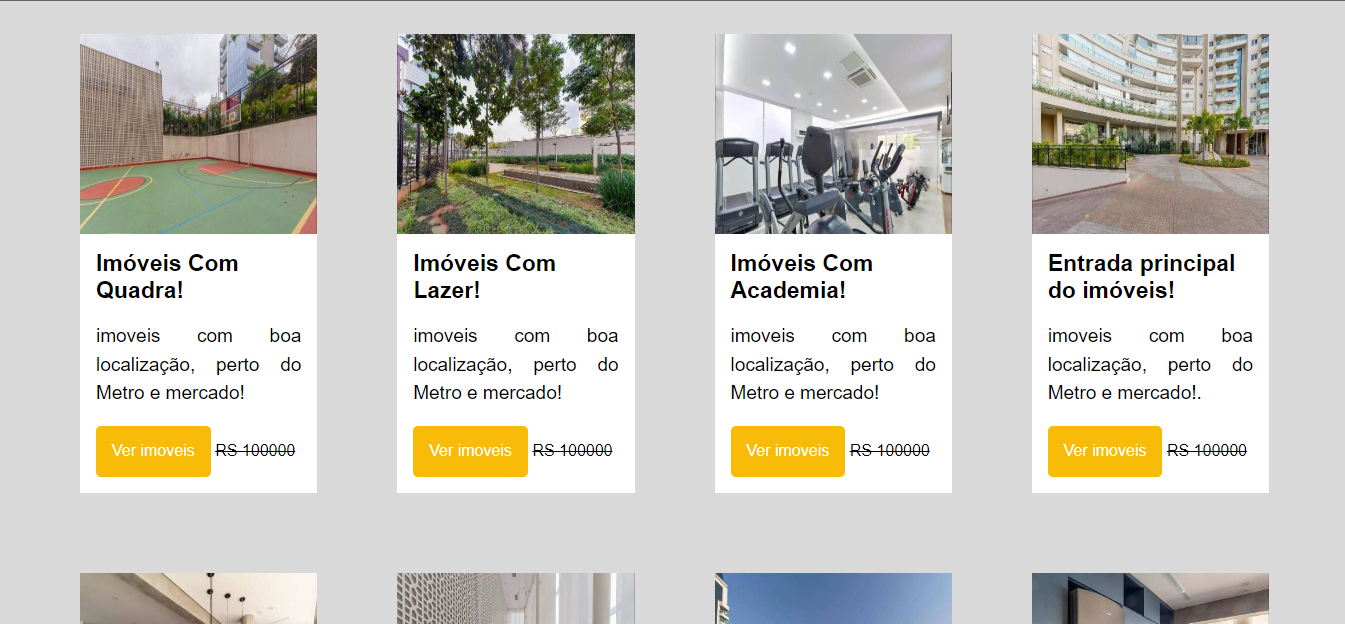 Imóveis Com
Quadra!
imoveis com boa
localização, perto do
Metro e mercado!
Ver imoveis RS 100000
Imóveis Com
Lazer!
imoveis com boa
localização, perto do
Metro e mercado!
Ver imoveis RS 100000
Imóveis Com
Academia!
imoveis com boa
localização, perto do
Metro e mercado!
Ver imoveis RS 100000
Entrada principal
do imóveis!
imoveis com boa
localização, perto do
Metro e mercado!.
Ver imoveis RS 100000